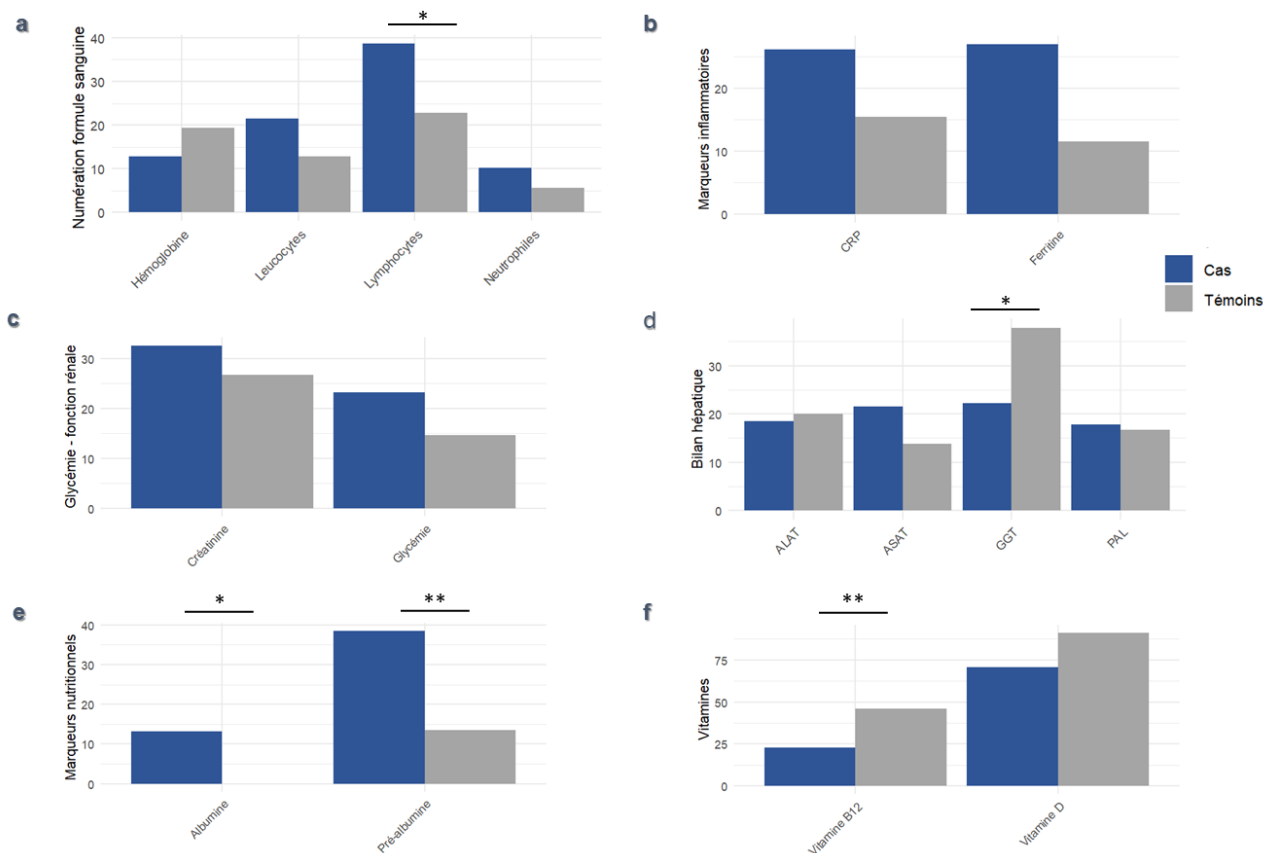 a
*
Numération formule sanguine
40
30
20
10
0
Hémoglobine
Leucocytes
Lymphocytes
Neutrophiles
b
Marqueurs inflammatoires
20
10
0
CRP
Ferritine
Cas
Témoins
c
Glycémie - fonction rénale
30
20
10
0
Créatinine
Glycémie
d
*
Bilan hépatique
30
20
10
0
ALAT
ASAT
GGT
PAL
e
*
**
Marqueurs nutritionnels
40
30
20
10
0
Albumine
Pré-albumine
f
**
Vitamines
75
50
25
0
Vitamine B12
Vitamine D